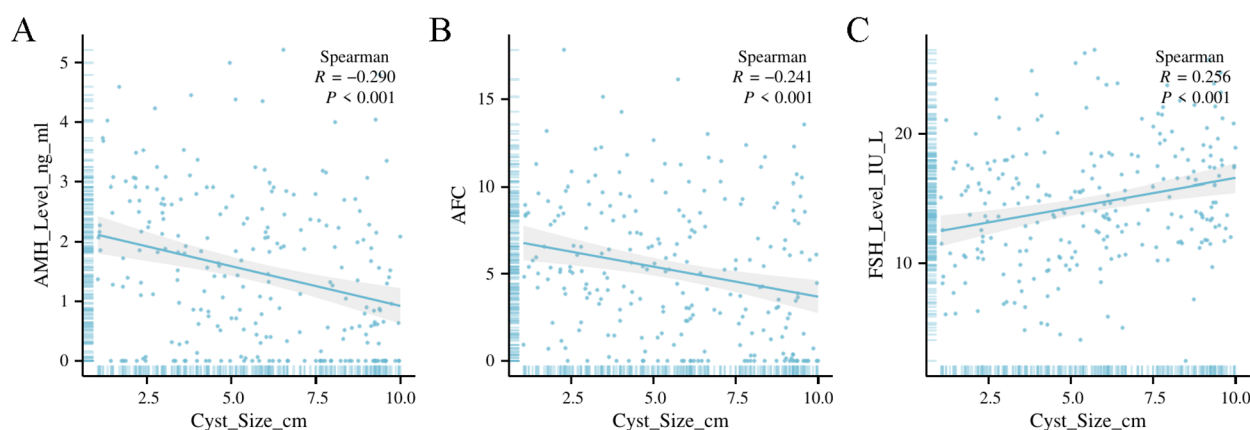 A
Spearman
R = −0.290
P < 0.001
AMH_Level_ng_ml
5
4
3
2
1
0
2.5
5.0
7.5
10.0
Cyst_Size_cm
B
Spearman
R = −0.241
P < 0.001
AFC
15
10
5
0
2.5
5.0
7.5
10.0
Cyst_Size_cm
C
Spearman
R = 0.256
P < 0.001
FSH_Level_IU_L
20
10
2.5
5.0
7.5
10.0
Cyst_Size_cm